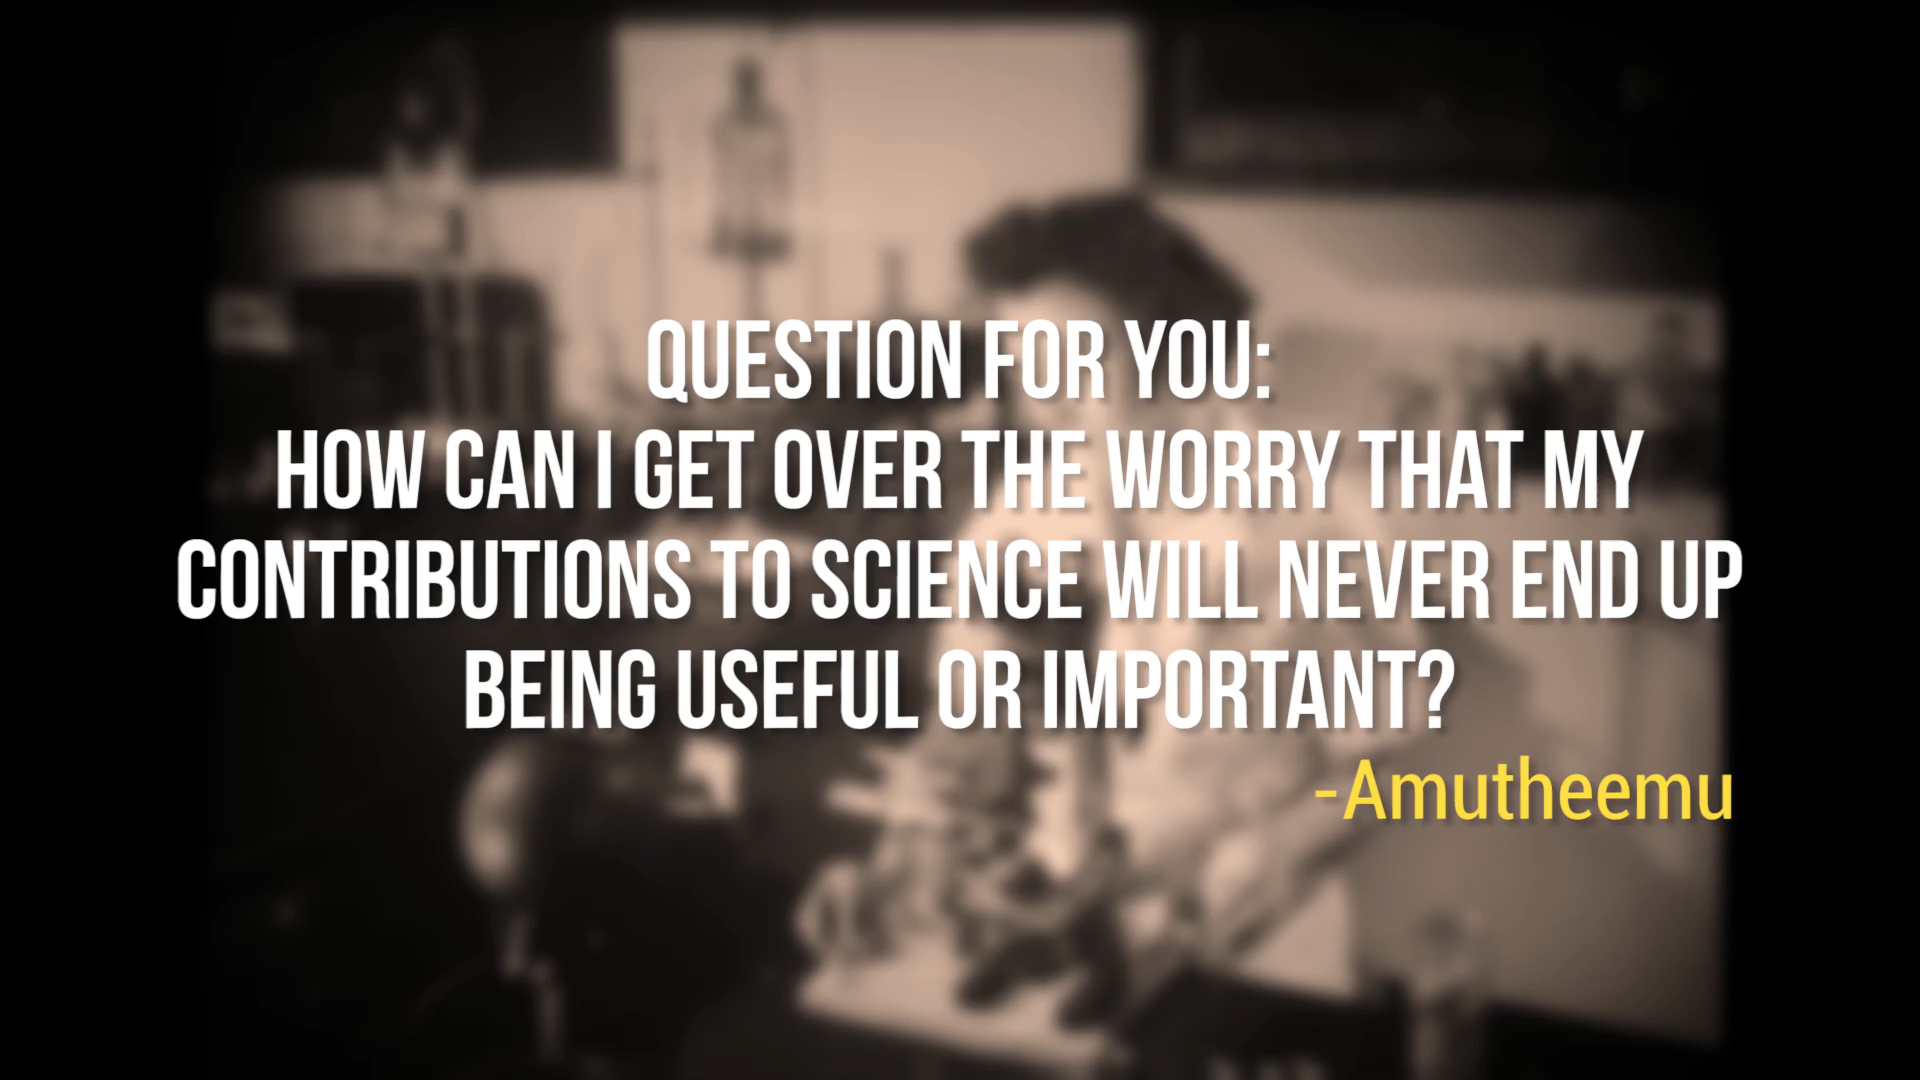 QUESTION FOR YOU:
HOW CAN I GET OVER THE WORRY THAT MY
CONTRIBUTIONS TO SCIENCE WILL NEVER END UP
BEING USEFUL OR IMPORTANT?
-Amutheemu